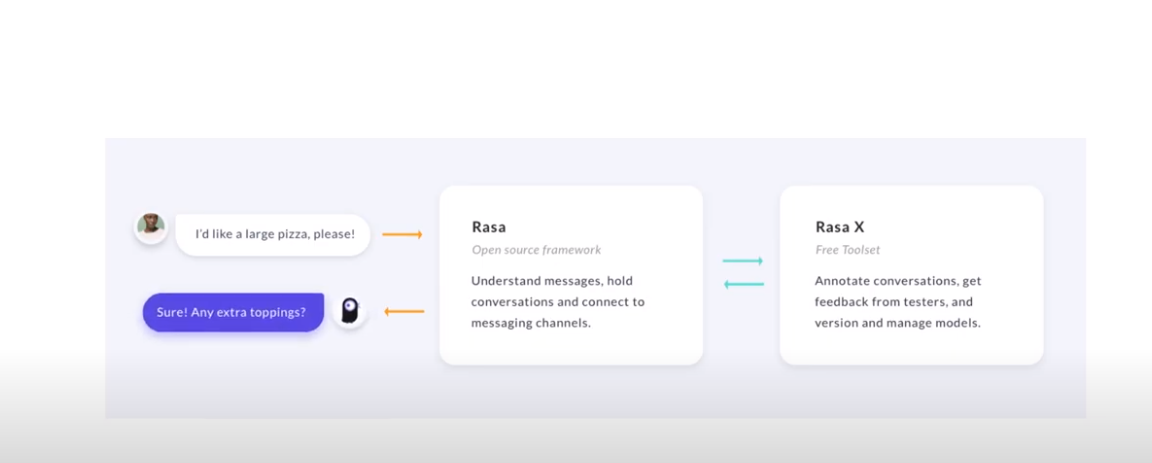 I'd like a large pizza, please!
Sure! Any extra toppings?
Rasa
Open source framework
Understand messages, hold
conversations and connect to
messaging channels.
Rasa X
Free Toolset
Annotate conversations, get
feedback from testers, and
version and manage models.